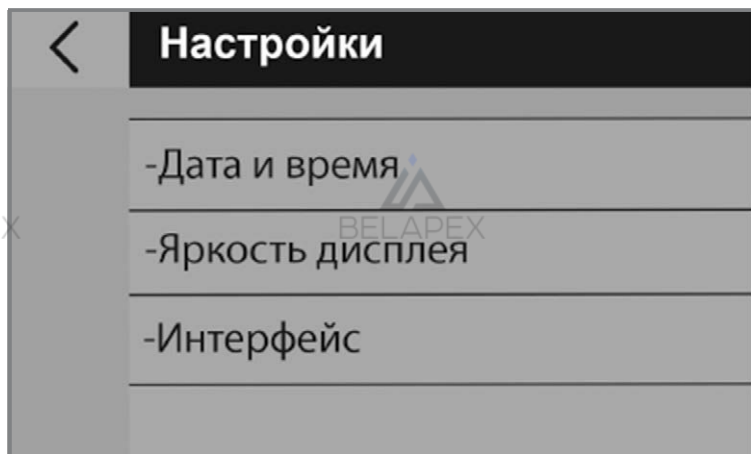 Настройки
-Дата и время
BELAPEX
-Яркость дисплея
-Интерфейс
X